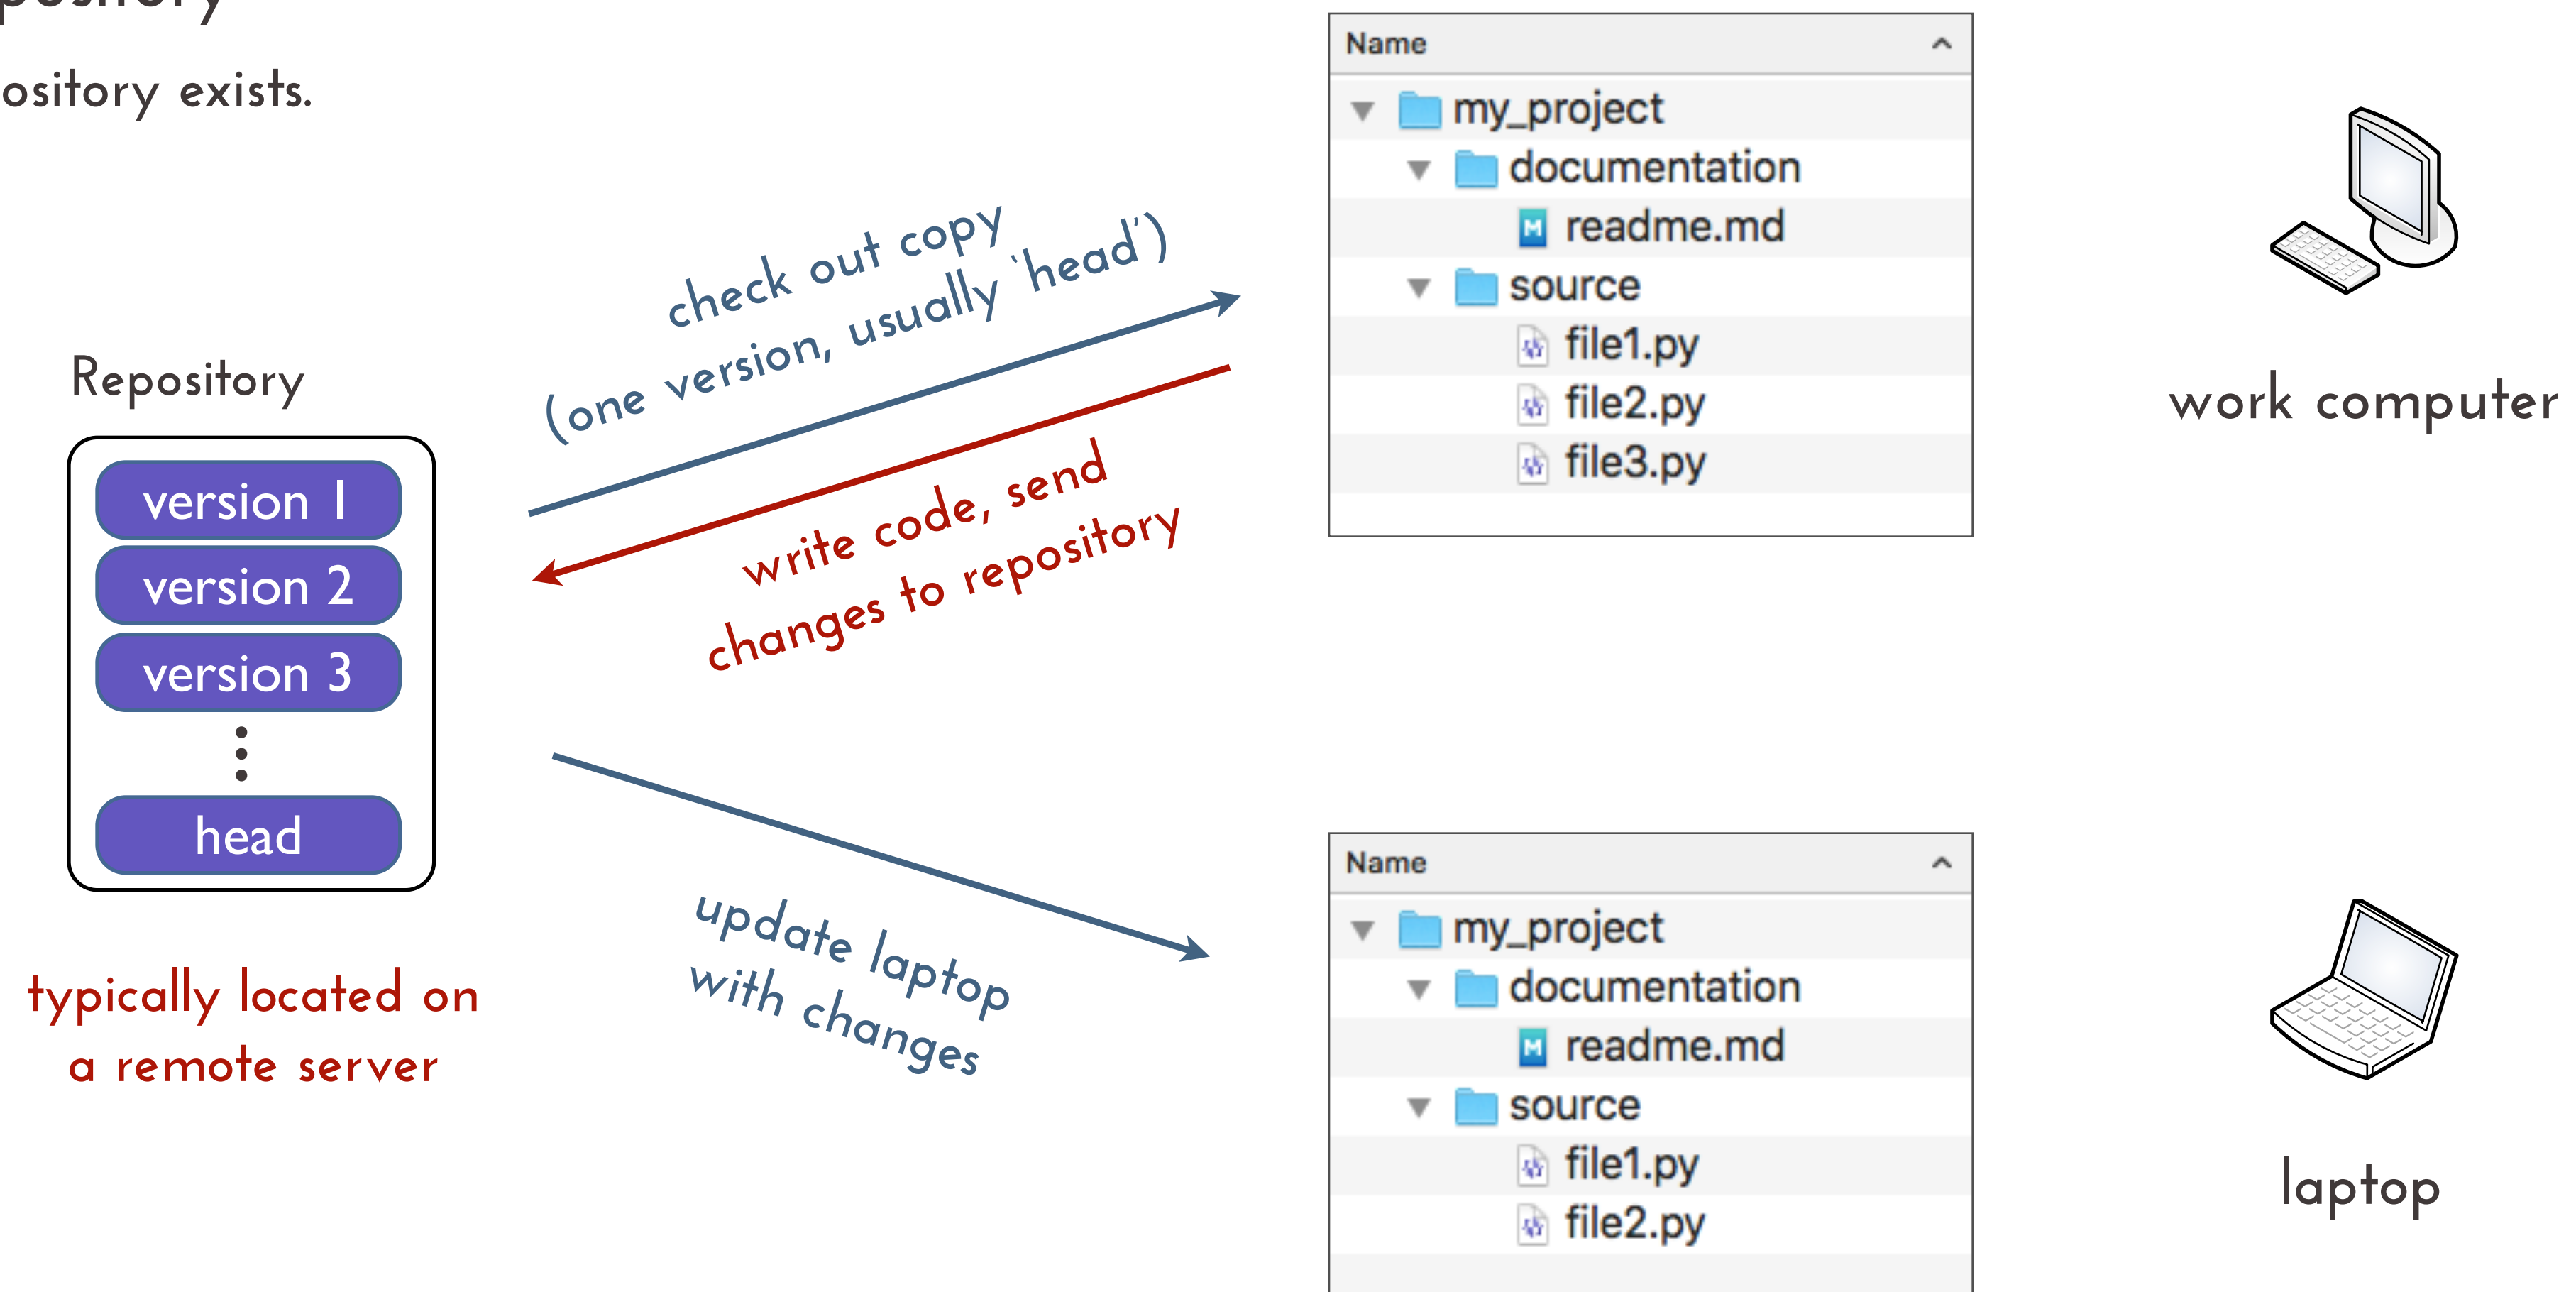 pository
ository exists.
Repository
version 1
version 2
version 3
head
typically located on
a remote server
check out copy
(one version, usually ‘head’)
write code, send
changes to repository
update laptop
with changes
Name
my_project
documentation
readme.md
source
file1.py
file2.py
file3.py
work computer
Name
my_project
documentation
readme.md
source
file1.py
file2.py
laptop